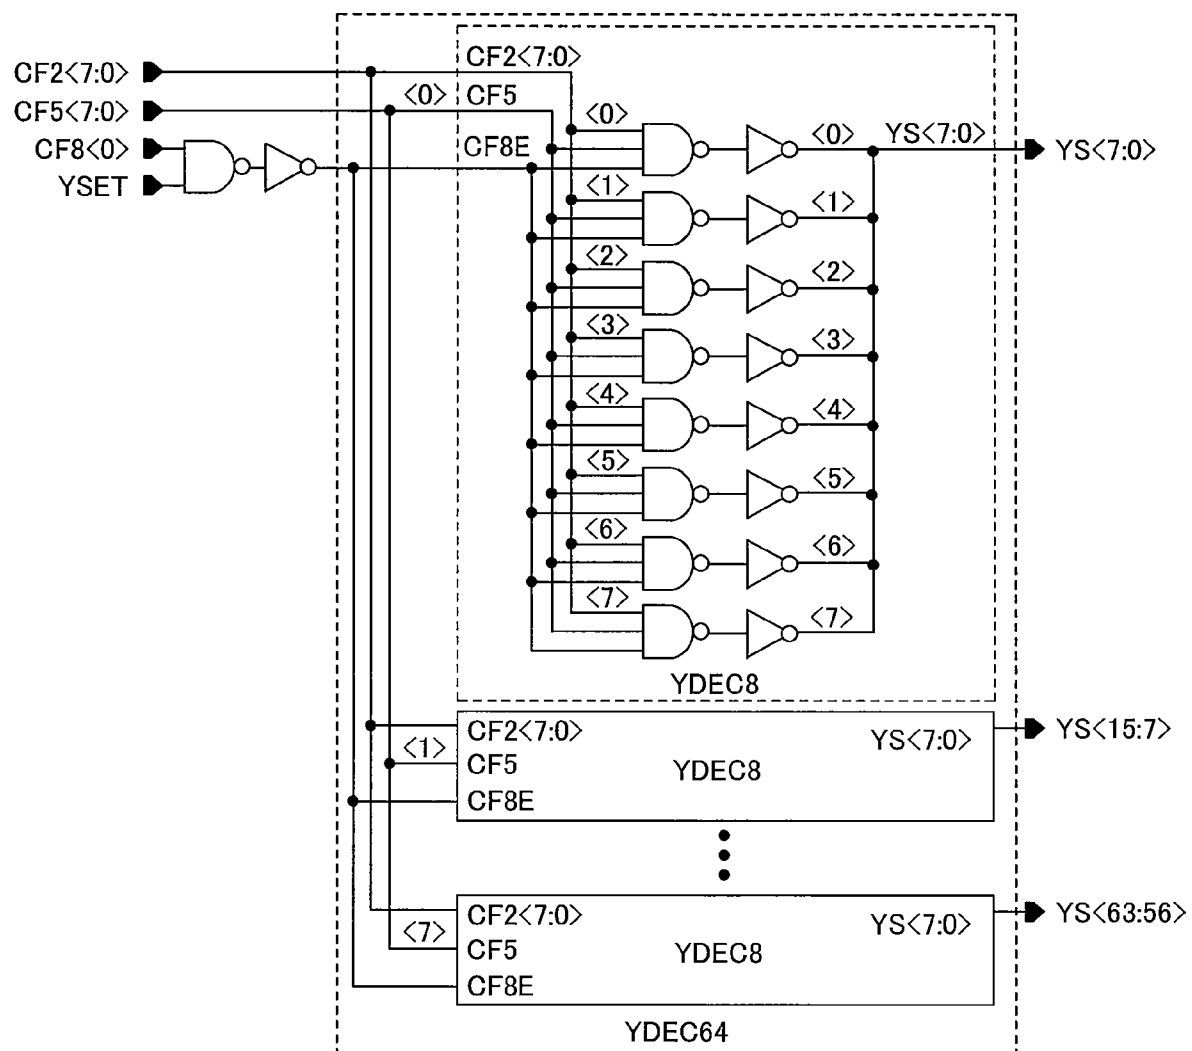 CF2<7:0>
CF5<7:0>
CF8<0>
YSET
CF2<7:0>
<0> CF5
CF8E
<0>
<1>
<2>
<3>
<4>
<5>
<6>
<7>
<0>
<1>
<2>
<3>
<4>
<5>
<6>
<7>
YS<7:0>
YS<7:0>
YDEC8
CF2<7:0>
<1> CF5
CF8E
YDEC8
YS<7:0>
YS<15:7>
CF2<7:0>
<7> CF5
CF8E
YDEC8
YS<7:0>
YS<63:56>
YDEC64